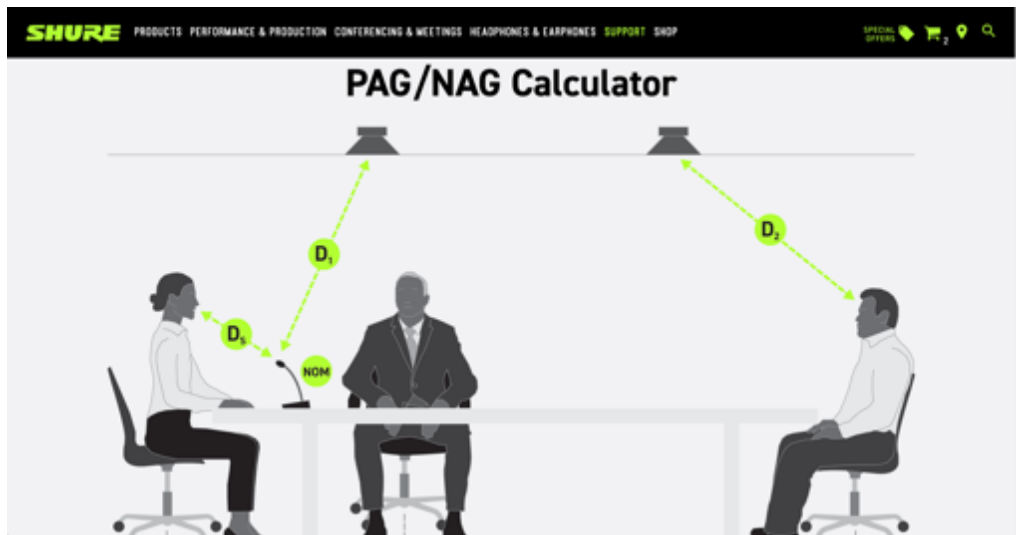 SHURE PRODUCTS PERFORMANCE & PRODUCTION CONFERENCING & MEETINGS HEADPHONES & EARPHONES SUPPORT SHOP SPECIAL OFFERS 2
PAG/NAG Calculator
D₂
D₁
Dₛ
NOM